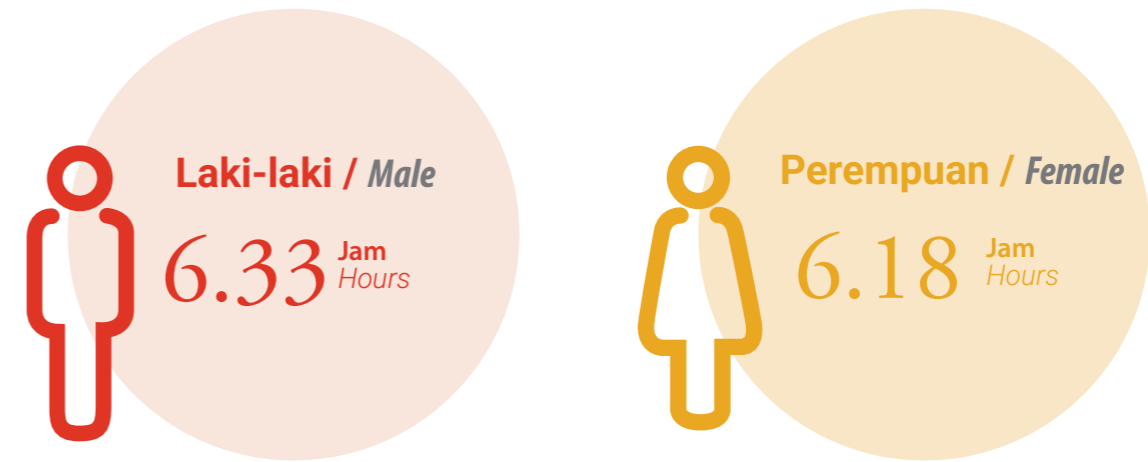 Laki-laki / Male
6.33 Jam
Hours
Perempuan / Female
6.18 Jam
Hours